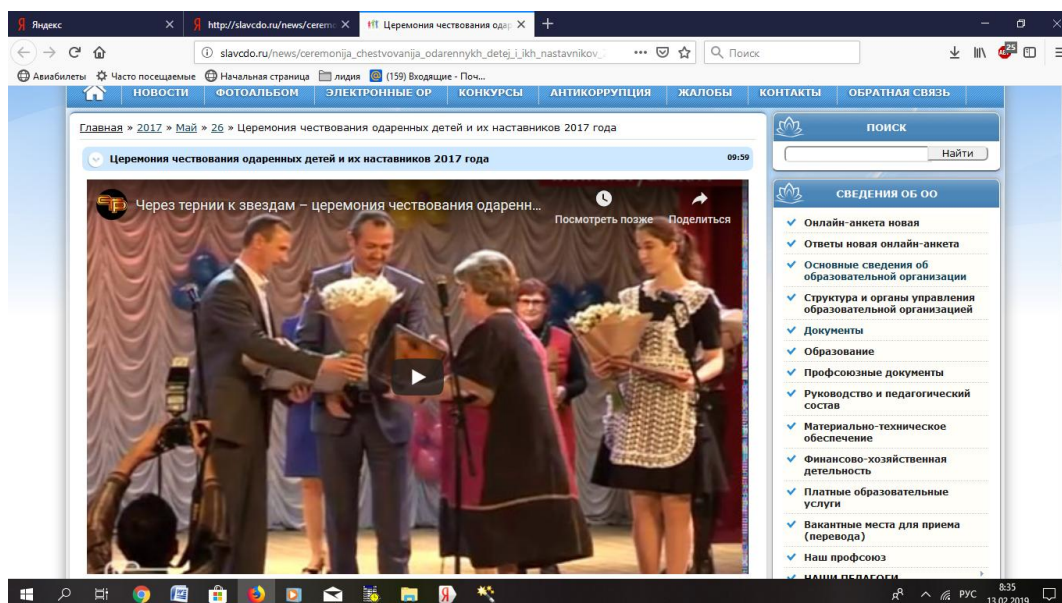 Яндекс
http://slavcdo.ru/news/cerem
Церемония чествования одар
slavcdo.ru/news/ceremonija_chestvovanija_odarennykh_detej_i_ikh_nastavnikov_
Поиск
25
Авиабилеты
Часто посещаемые
Начальная страница
лидия
(159) Входящие - Поч...
НОВОСТИ
ФОТОАЛЬБОМ
ЭЛЕКТРОННЫЕ ОР
КОНКУРСЫ
АНТИКОРРУПЦИЯ
ЖАЛОБЫ
КОНТАКТЫ
ОБРАТНАЯ СВЯЗЬ
Главная » 2017 » Май » 26 » Церемония чествования одаренных детей и их наставников 2017 года
Церемония чествования одаренных детей и их наставников 2017 года
09:59
Через тернии к звездам – церемония чествования одаренн...
Посмотреть позже
Поделиться
ПОИСК
Найти
СВЕДЕНИЯ ОБ ОО
Онлайн-анкета новая
Ответы новая онлайн-анкета
Основные сведения об
образовательной организации
Структура и органы управления
образовательной организацией
Документы
Образование
Профсоюзные документы
Руководство и педагогический
состав
Материально-техническое
обеспечение
Финансово-хозяйственная
детельность
Платные образовательные
услуги
Вакантные места для приема
(перевода)
Наш профсоюз
НАШИ ПЕДАГОГИ
РУС
8:35
13.02.2019